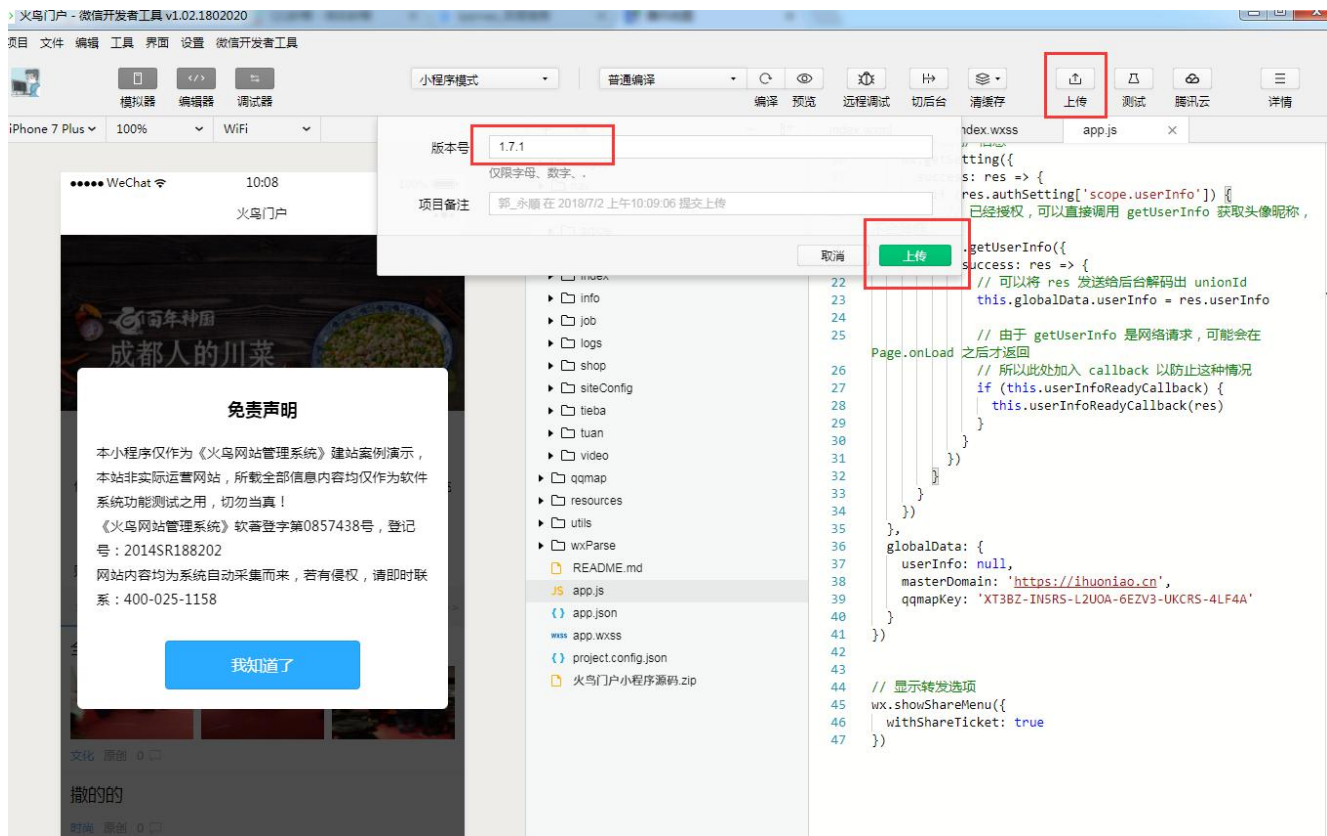 火鸟门户 - 微信开发者工具 v1.02.1802020
项目 文件 编辑 工具 界面 设置 微信开发者工具
模拟器 编辑器 调试器
小程序模式 普通编译
编译 预览 远程调试 切后台 清缓存 上传 测试 腾讯云 详情
iPhone 7 Plus 100% WiFi
版本号 1.7.1
仅限字母、数字、.
项目备注 郭_永顺 在 2018/7/2 上午10:09:06 提交上传
取消 上传
WeChat 10:08
火鸟门户
百年神厨
成都人的川菜
免责声明
本小程序仅作为《火鸟网站管理系统》建站案例演示，
本站非实际运营网站，所载全部信息内容均仅作为软件
系统功能测试之用，切勿当真！
《火鸟网站管理系统》软著登字第0857438号，登记
号：2014SR188202
网站内容均为系统自动采集而来，若有侵权，请即时联
系：400-025-1158
我知道了
文化 原创 0
撒的的
时尚 原创 0
index
info
job
logs
shop
siteConfig
tieba
tuan
video
qqmap
resources
utils
wxParse
README.md
JS app.js
{ } app.json
wxss app.wxss
{ } project.config.json
火鸟门户小程序源码.zip
ndex.wxss app.js
信息
tting({
s: res => {
res.authSetting['scope.userInfo']) {
已经授权，可以直接调用 getUserInfo 获取头像昵称，
.getUserInfo({
success: res => {
22 // 可以将 res 发送给后台解码出 unionId
23 this.globalData.userInfo = res.userInfo
24
25 // 由于 getUserInfo 是网络请求，可能会在
Page.onLoad 之后才返回
26 // 所以此处加入 callback 以防止这种情况
27 if (this.userInfoReadyCallback) {
28 this.userInfoReadyCallback(res)
29 }
30 }
31 })
32 }
33 }
34 })
35 },
36 globalData: {
37 userInfo: null,
38 masterDomain: 'https://ihuoniao.cn',
39 qqmapKey: 'XT3BZ-IN5RS-L2UOA-6EZV3-UKCRS-4LF4A'
40 }
41 })
42
43
44 // 显示转发选项
45 wx.showShareMenu({
46 withShareTicket: true
47 })